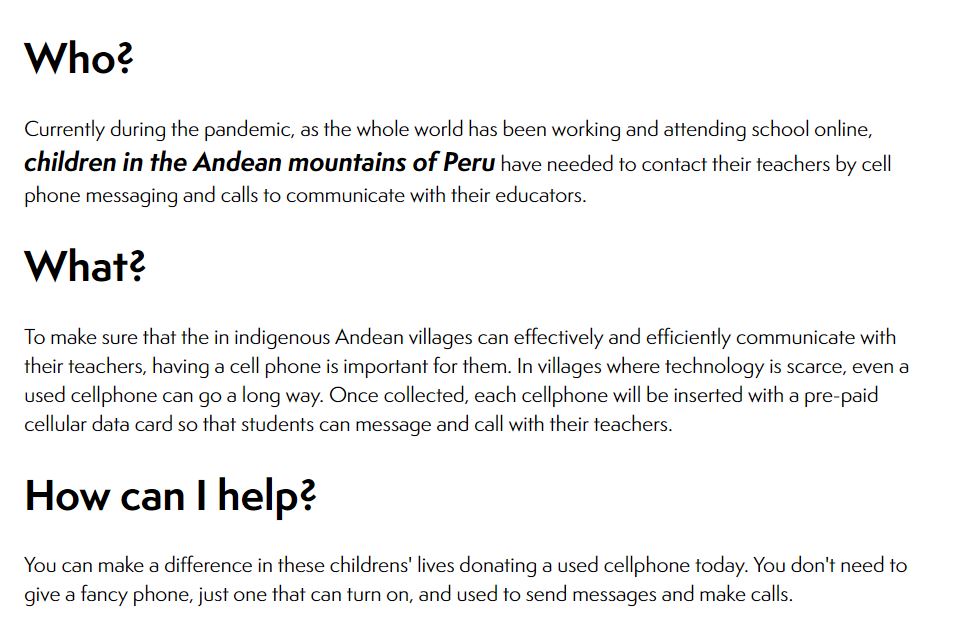 Who?
Currently during the pandemic, as the whole world has been working and attending school online,
children in the Andean mountains of Peru have needed to contact their teachers by cell
phone messaging and calls to communicate with their educators.
What?
To make sure that the in indigenous Andean villages can effectively and efficiently communicate with
their teachers, having a cell phone is important for them. In villages where technology is scarce, even a
used cellphone can go a long way. Once collected, each cellphone will be inserted with a pre-paid
cellular data card so that students can message and call with their teachers.
How can I help?
You can make a difference in these childrens' lives donating a used cellphone today. You don't need to
give a fancy phone, just one that can turn on, and used to send messages and make calls.